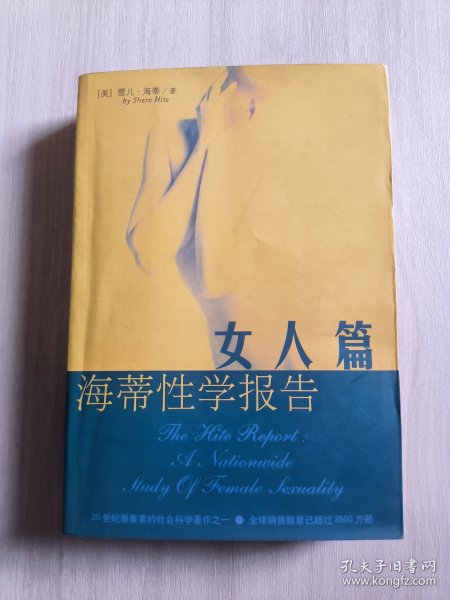 [美] 雪儿·海蒂/著
by Shere Hite
女人篇
海蒂性学报告
The Hite Report:
A Nationwide
Study Of Female Sexuality
20世纪最重要的社会科学著作之一 ● 全球销售数量已超过3500万册
孔夫子旧书网
www.kongfz.com